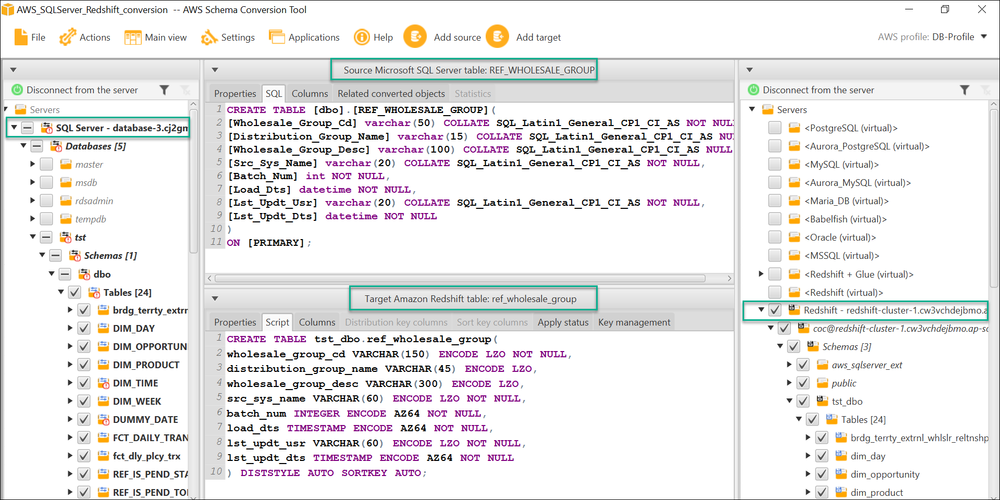 AWS_SQLServer_Redshift_conversion -- AWS Schema Conversion Tool
File
Actions
Main view
Settings
Applications
Help
Add source
Add target
AWS profile: DB-Profile
Disconnect from the server
Servers
SQL Server - database-3.cj2gm
Databases [5]
master
msdb
rdsadmin
tempdb
tst
Schemas [1]
dbo
Tables [24]
brdg_terrty_extrn
DIM_DAY
DIM_OPPORTUNI
DIM_PRODUCT
DIM_TIME
DIM_WEEK
DUMMY_DATE
FCT_DAILY_TRAN
fct_dly_plcy_trx
REF_IS_PEND_STA
REF_IS_PEND_TOI
Source Microsoft SQL Server table: REF_WHOLESALE_GROUP
Properties
SQL
Columns
Related converted objects
Statistics
1 CREATE TABLE [dbo].[REF_WHOLESALE_GROUP](
2 [Wholesale_Group_Cd] varchar(50) COLLATE SQL_Latin1_General_CP1_CI_AS NOT NULL
3 [Distribution_Group_Name] varchar(15) COLLATE SQL_Latin1_General_CP1_CI_AS NU
4 [Wholesale_Group_Desc] varchar(100) COLLATE SQL_Latin1_General_CP1_CI_AS NULL
5 [Src_Sys_Name] varchar(20) COLLATE SQL_Latin1_General_CP1_CI_AS NOT NULL,
6 [Batch_Num] int NOT NULL,
7 [Load_Dts] datetime NOT NULL,
8 [Lst_Updt_Usr] varchar(20) COLLATE SQL_Latin1_General_CP1_CI_AS NOT NULL,
9 [Lst_Updt_Dts] datetime NOT NULL
10 )
11 ON [PRIMARY];
Target Amazon Redshift table: ref_wholesale_group
Properties
Script
Columns
Distribution key columns
Sort key columns
Apply status
Key management
1 CREATE TABLE tst_dbo.ref_wholesale_group(
2 wholesale_group_cd VARCHAR(150) ENCODE LZO NOT NULL,
3 distribution_group_name VARCHAR(45) ENCODE LZO,
4 wholesale_group_desc VARCHAR(300) ENCODE LZO,
5 src_sys_name VARCHAR(60) ENCODE LZO NOT NULL,
6 batch_num INTEGER ENCODE AZ64 NOT NULL,
7 load_dts TIMESTAMP ENCODE AZ64 NOT NULL,
8 lst_updt_usr VARCHAR(60) ENCODE LZO NOT NULL,
9 lst_updt_dts TIMESTAMP ENCODE AZ64 NOT NULL
10 ) DISTSTYLE AUTO SORTKEY AUTO;
Disconnect from the server
Servers
<PostgreSQL (virtual)>
<Aurora_PostgreSQL (virtual)>
<MySQL (virtual)>
<Aurora_MySQL (virtual)>
<Maria_DB (virtual)>
<Babelfish (virtual)>
<Oracle (virtual)>
<MSSQL (virtual)>
<Redshift + Glue (virtual)>
<Redshift (virtual)>
Redshift - redshift-cluster-1.cw3vchdejbmo.a
coc@redshift-cluster-1.cw3vchdejbmo.ap-sc
Schemas [3]
aws_sqlserver_ext
public
tst_dbo
Tables [24]
brdg_terrty_extrnl_whlslr_reltnshp
dim_day
dim_opportunity
dim_product